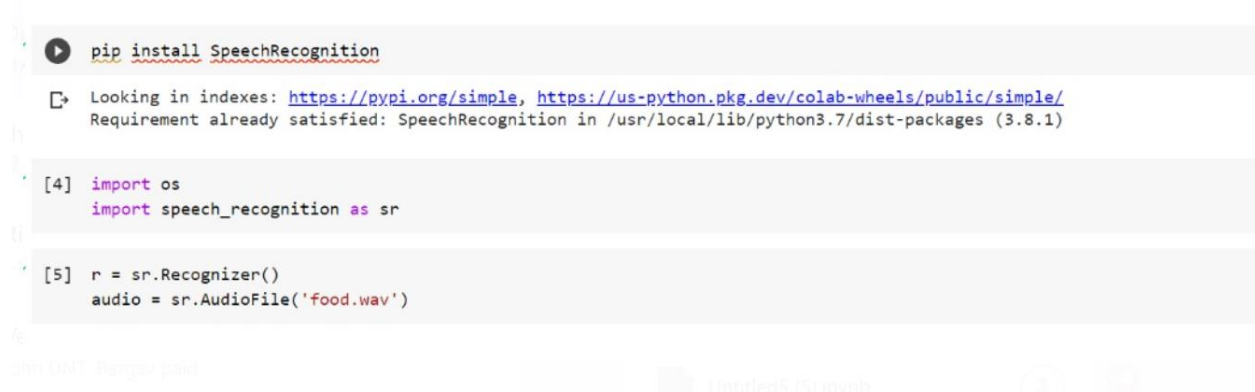 pip install SpeechRecognition
Looking in indexes: https://pypi.org/simple, https://us-python.pkg.dev/colab-wheels/public/simple/
Requirement already satisfied: SpeechRecognition in /usr/local/lib/python3.7/dist-packages (3.8.1)
[4] import os
import speech_recognition as sr
[5] r = sr.Recognizer()
audio = sr.AudioFile('food.wav')